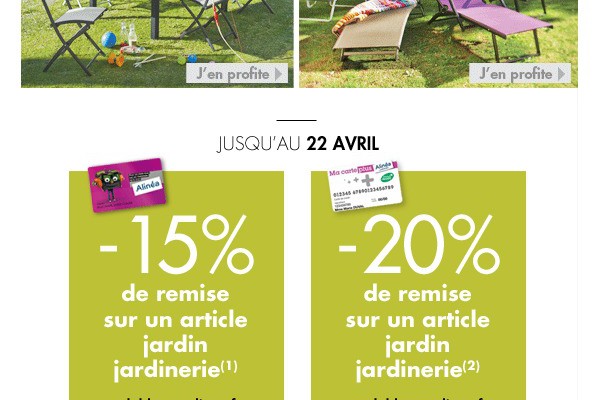 J'en profite
J'en profite
JUSQU'AU 22 AVRIL
Alinéa
Ma carte plus Alinéa
-15%
de remise
sur un article
jardin
jardinerie(1)
-20%
de remise
sur un article
jardin
jardinerie(2)